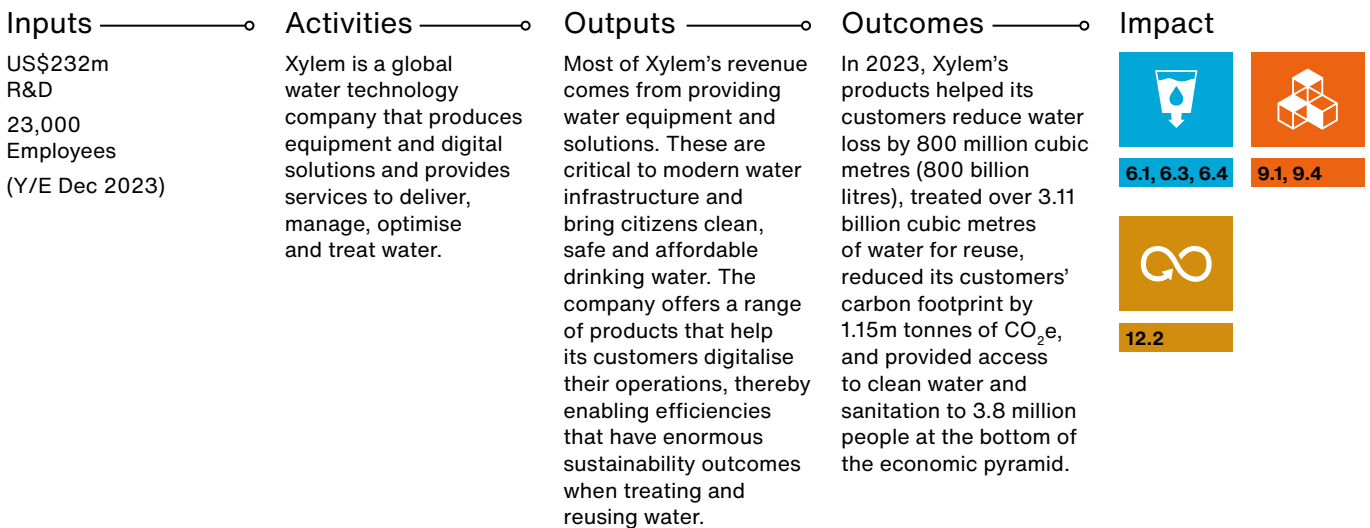 Inputs
US$232m
R&D
23,000
Employees
(Y/E Dec 2023)
Activities
Xylem is a global
water technology
company that produces
equipment and digital
solutions and provides
services to deliver,
manage, optimise
and treat water.
Outputs
Most of Xylem’s revenue
comes from providing
water equipment and
solutions. These are
critical to modern water
infrastructure and
bring citizens clean,
safe and affordable
drinking water. The
company offers a range
of products that help
its customers digitalise
their operations, thereby
enabling efficiencies
that have enormous
sustainability outcomes
when treating and
reusing water.
Outcomes
In 2023, Xylem’s
products helped its
customers reduce water
loss by 800 million cubic
metres (800 billion
litres), treated over 3.11
billion cubic metres
of water for reuse,
reduced its customers’
carbon footprint by
1.15m tonnes of CO₂e,
and provided access
to clean water and
sanitation to 3.8 million
people at the bottom of
the economic pyramid.
Impact
6.1, 6.3, 6.4
9.1, 9.4
12.2